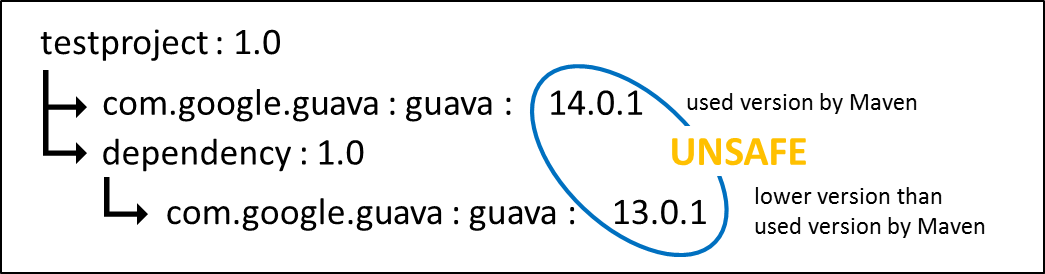 testproject : 1.0
com.google.guava : guava : 14.0.1 used version by Maven
dependency : 1.0 UNSAFE
com.google.guava : guava : 13.0.1 lower version than
used version by Maven